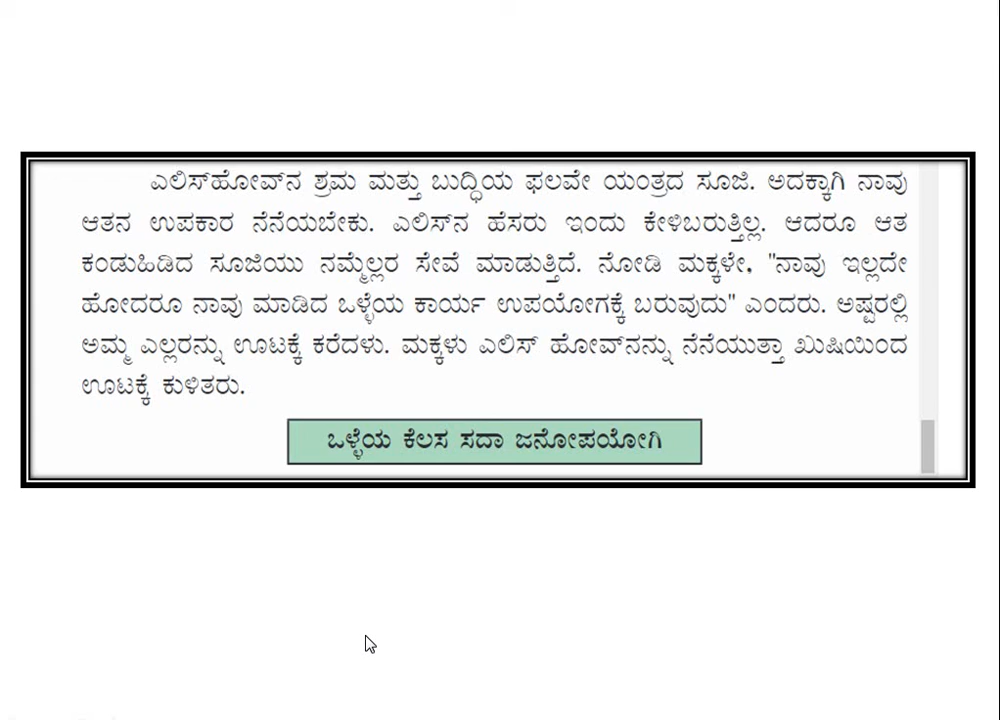 ಎಲಿಸ್‌ಹೋವ್‌ನ ಶ್ರಮ ಮತ್ತು ಬುದ್ಧಿಯ ಫಲವೇ ಯಂತ್ರದ ಸೂಜಿ. ಅದಕ್ಕಾಗಿ ನಾವು
ಆತನ ಉಪಕಾರ ನೆನೆಯಬೇಕು. ಎಲಿಸ್‌ನ ಹೆಸರು ಇಂದು ಕೇಳಿಬರುತ್ತಿಲ್ಲ. ಆದರೂ ಆತ
ಕಂಡುಹಿಡಿದ ಸೂಜಿಯು ನಮ್ಮೆಲ್ಲರ ಸೇವೆ ಮಾಡುತ್ತಿದೆ. ನೋಡಿ ಮಕ್ಕಳೇ, "ನಾವು ಇಲ್ಲದೇ
ಹೋದರೂ ನಾವು ಮಾಡಿದ ಒಳ್ಳೆಯ ಕಾರ್ಯ ಉಪಯೋಗಕ್ಕೆ ಬರುವುದು" ಎಂದರು. ಅಷ್ಟರಲ್ಲಿ
ಅಮ್ಮ ಎಲ್ಲರನ್ನು ಊಟಕ್ಕೆ ಕರೆದಳು. ಮಕ್ಕಳು ಎಲಿಸ್ ಹೋವ್‌ನನ್ನು ನೆನೆಯುತ್ತಾ ಖುಷಿಯಿಂದ
ಊಟಕ್ಕೆ ಕುಳಿತರು.
ಒಳ್ಳೆಯ ಕೆಲಸ ಸದಾ ಜನೋಪಯೋಗಿ